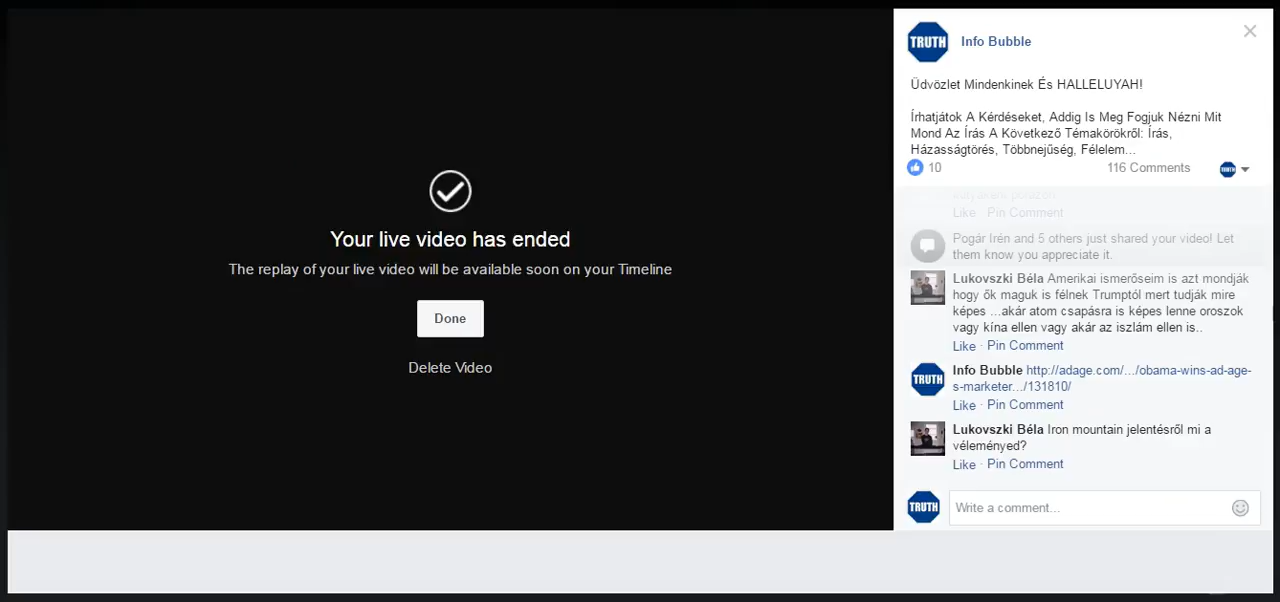 Your live video has ended
The replay of your live video will be available soon on your Timeline
Done
Delete Video
TRUTH
Info Bubble
Üdvözlet Mindenkinek És HALLELUYAH!
Írhatjátok A Kérdéseket, Addig Is Meg Fogjuk Nézni Mit
Mond Az Írás A Következő Témakörökről: Írás,
Házasságtörés, Többnejűség, Félelem...
10
116 Comments
TRUTH
Like · Pin Comment
Pogár Irén and 5 others just shared your video! Let
them know you appreciate it.
Lukovszki Béla Amerikai ismerőseim is azt mondják
hogy ők maguk is félnek Trumptól mert tudják mire
képes ...akár atom csapásra is képes lenne oroszok
vagy kína ellen vagy akár az iszlám ellen is..
Like · Pin Comment
TRUTH
Info Bubble http://adage.com/.../obama-wins-ad-age-
s-marketer.../131810/
Like · Pin Comment
Lukovszki Béla Iron mountain jelentésről mi a
véleményed?
Like · Pin Comment
TRUTH
Write a comment...